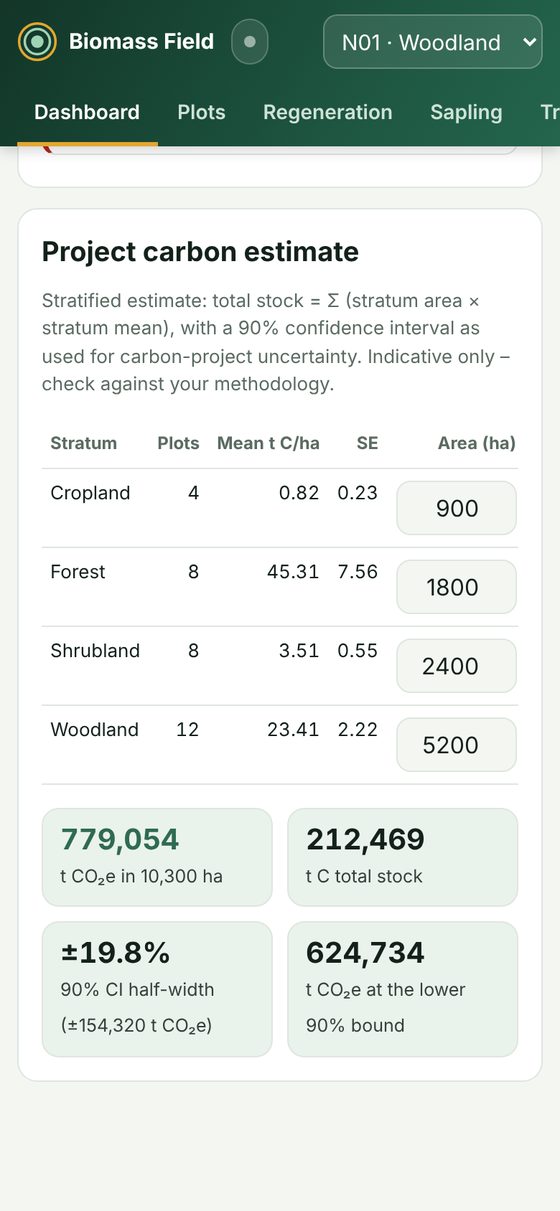 Biomass Field
N01 · Woodland
Dashboard Plots Regeneration Sapling Tr
Project carbon estimate
Stratified estimate: total stock = Σ (stratum area ×
stratum mean), with a 90% confidence interval as
used for carbon-project uncertainty. Indicative only –
check against your methodology.
Stratum Plots Mean t C/ha SE Area (ha)
Cropland 4 0.82 0.23 900
Forest 8 45.31 7.56 1800
Shrubland 8 3.51 0.55 2400
Woodland 12 23.41 2.22 5200
779,054
t CO₂e in 10,300 ha
212,469
t C total stock
±19.8%
90% CI half-width
(±154,320 t CO₂e)
624,734
t CO₂e at the lower
90% bound